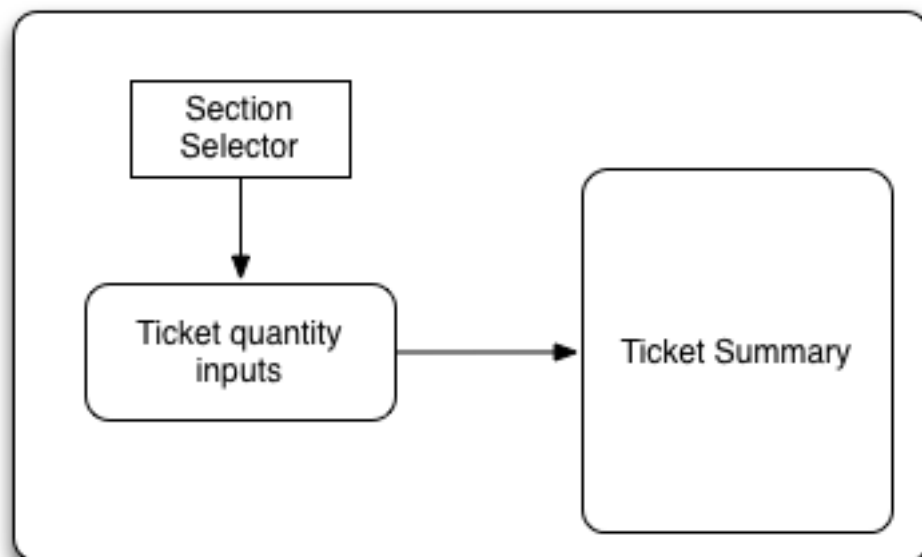 Section
Selector
Ticket quantity
inputs
Ticket Summary